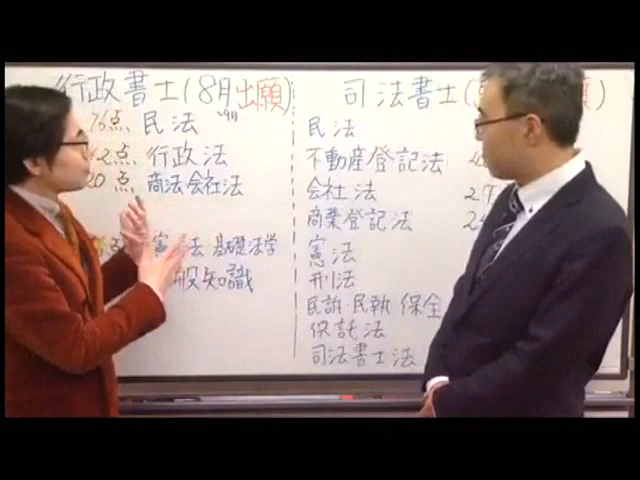 行政書士(8月出願)
76点 民法
行政法
20点 商法会社法
憲法 基礎法学
般知識
司法書士(
願)
民法
不動産登記法
会社法
商業登記法
憲法
刑法
民訴・民執 保全
供託法
司法書士法